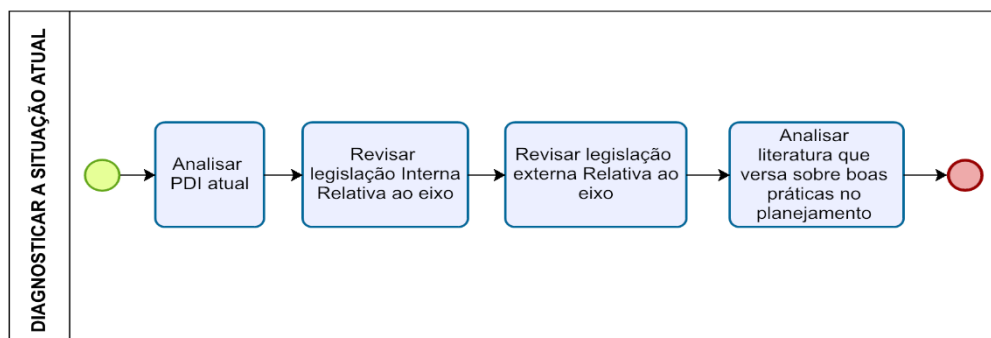 DIAGNOSTICAR A SITUAÇÃO ATUAL
Analisar
PDI atual
Revisar
legislação Interna
Relativa ao eixo
Revisar legislação
externa Relativa ao
eixo
Analisar
literatura que
versa sobre boas
práticas no
planejamento